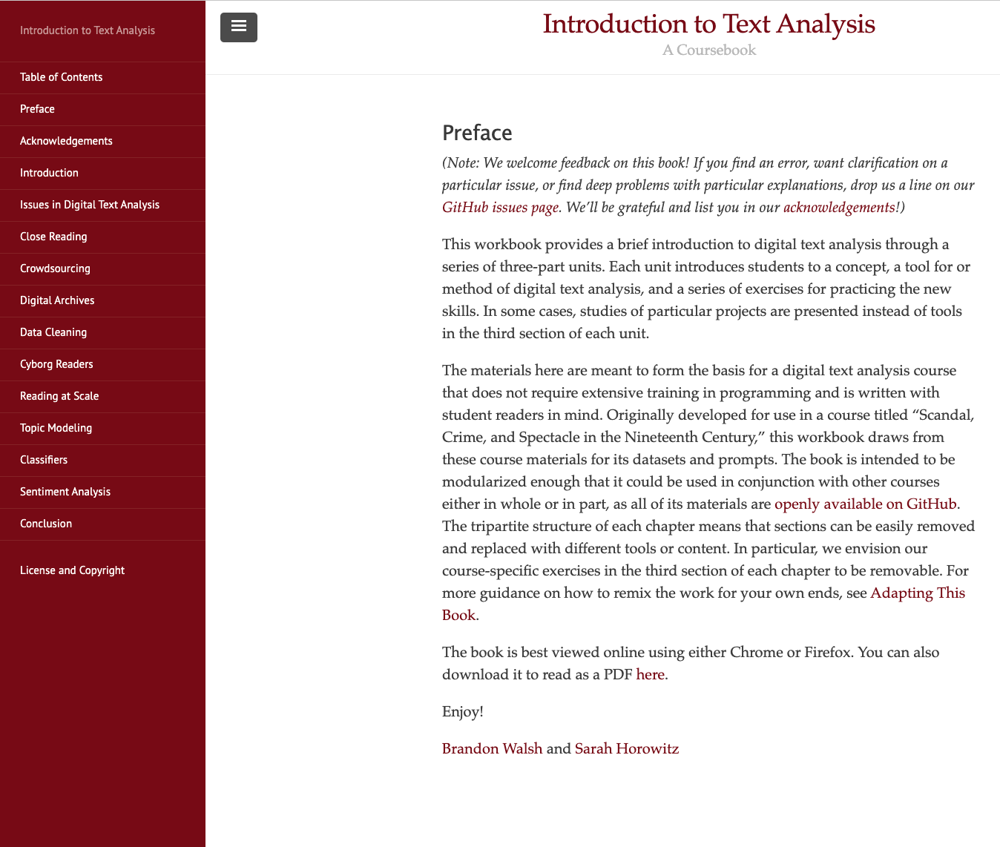 Introduction to Text Analysis
Table of Contents
Preface
Acknowledgements
Introduction
Issues in Digital Text Analysis
Close Reading
Crowdsourcing
Digital Archives
Data Cleaning
Cyborg Readers
Reading at Scale
Topic Modeling
Classifiers
Sentiment Analysis
Conclusion
License and Copyright
Introduction to Text Analysis
A Coursebook
Preface
(Note: We welcome feedback on this book! If you find an error, want clarification on a
particular issue, or find deep problems with particular explanations, drop us a line on our
GitHub issues page. We’ll be grateful and list you in our acknowledgements!)
This workbook provides a brief introduction to digital text analysis through a
series of three-part units. Each unit introduces students to a concept, a tool for or
method of digital text analysis, and a series of exercises for practicing the new
skills. In some cases, studies of particular projects are presented instead of tools
in the third section of each unit.
The materials here are meant to form the basis for a digital text analysis course
that does not require extensive training in programming and is written with
student readers in mind. Originally developed for use in a course titled “Scandal,
Crime, and Spectacle in the Nineteenth Century,” this workbook draws from
these course materials for its datasets and prompts. The book is intended to be
modularized enough that it could be used in conjunction with other courses
either in whole or in part, as all of its materials are openly available on GitHub.
The tripartite structure of each chapter means that sections can be easily removed
and replaced with different tools or content. In particular, we envision our
course-specific exercises in the third section of each chapter to be removable. For
more guidance on how to remix the work for your own ends, see Adapting This
Book.
The book is best viewed online using either Chrome or Firefox. You can also
download it to read as a PDF here.
Enjoy!
Brandon Walsh and Sarah Horowitz